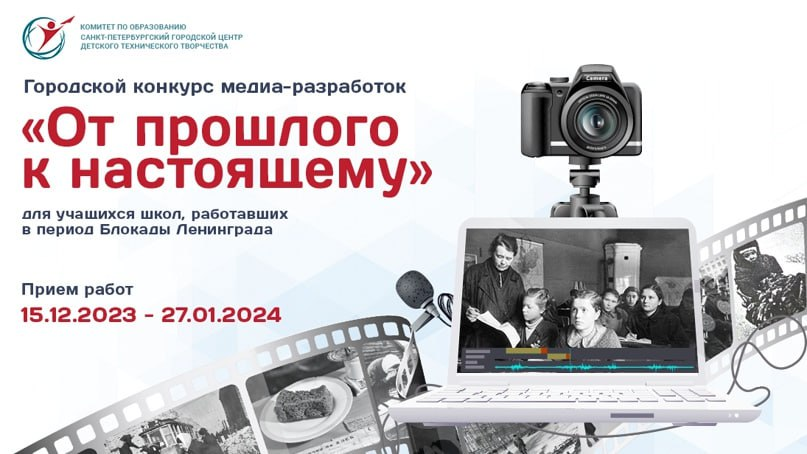 КОМИТЕТ ПО ОБРАЗОВАНИЮ
САНКТ-ПЕТЕРБУРГСКИЙ ГОРОДСКОЙ ЦЕНТР
ДЕТСКОГО ТЕХНИЧЕСКОГО ТВОРЧЕСТВА
Городской конкурс медиа-разработок
«От прошлого
к настоящему»
для учащихся школ, работавших
в период Блокады Ленинграда
Прием работ
15.12.2023 - 27.01.2024
Camera